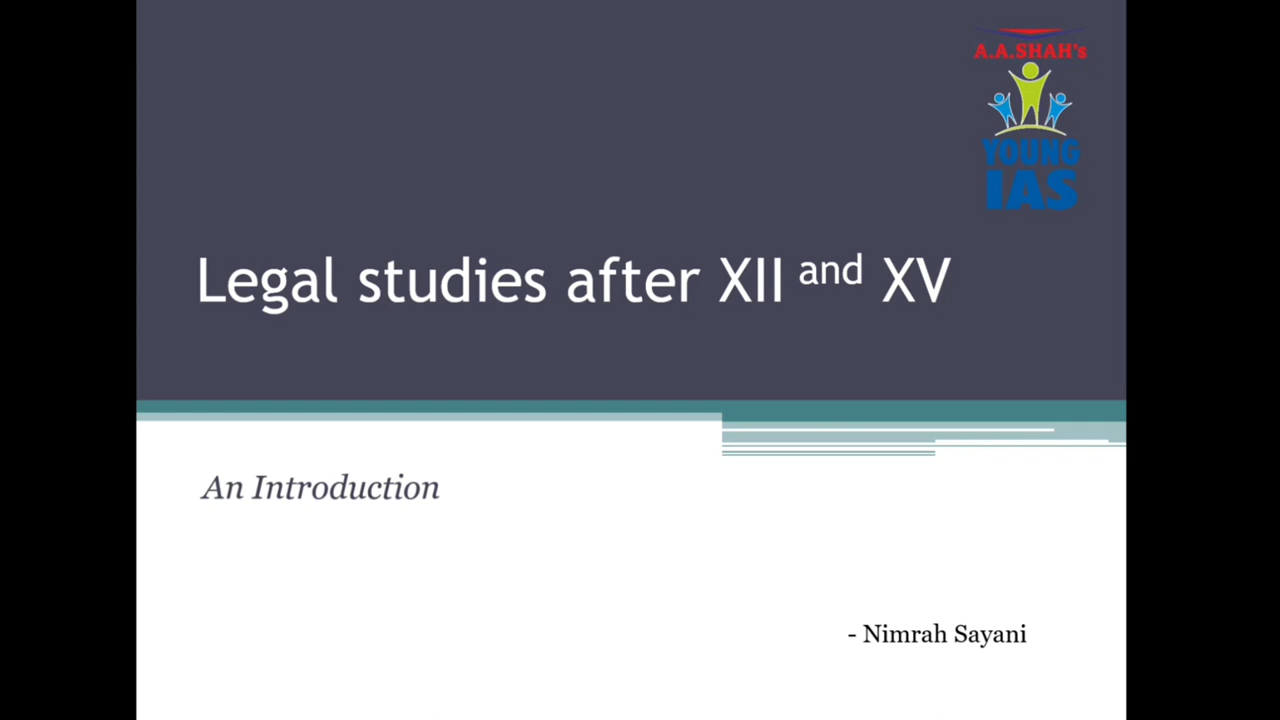 A.A.SHAH's
YOUNG
IAS
Legal studies after XII and XV
An Introduction
- Nimrah Sayani